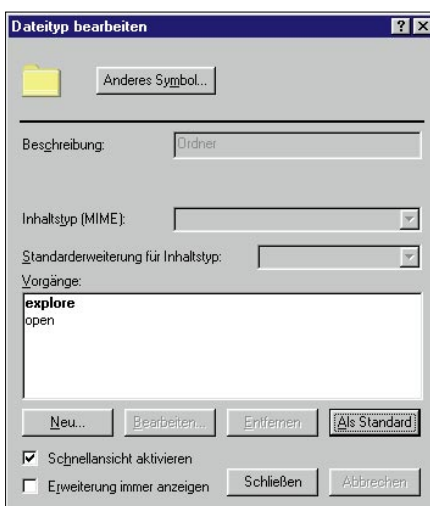 Dateityp bearbeiten
Anderes Symbol...
Beschreibung: Ordner
Inhaltstyp (MIME):
Standarderweiterung für Inhaltstyp:
Vorgänge:
explore
open
Neu... Bearbeiten... Entfernen Als Standard
Schnellansicht aktivieren
Erweiterung immer anzeigen Schließen Abbrechen